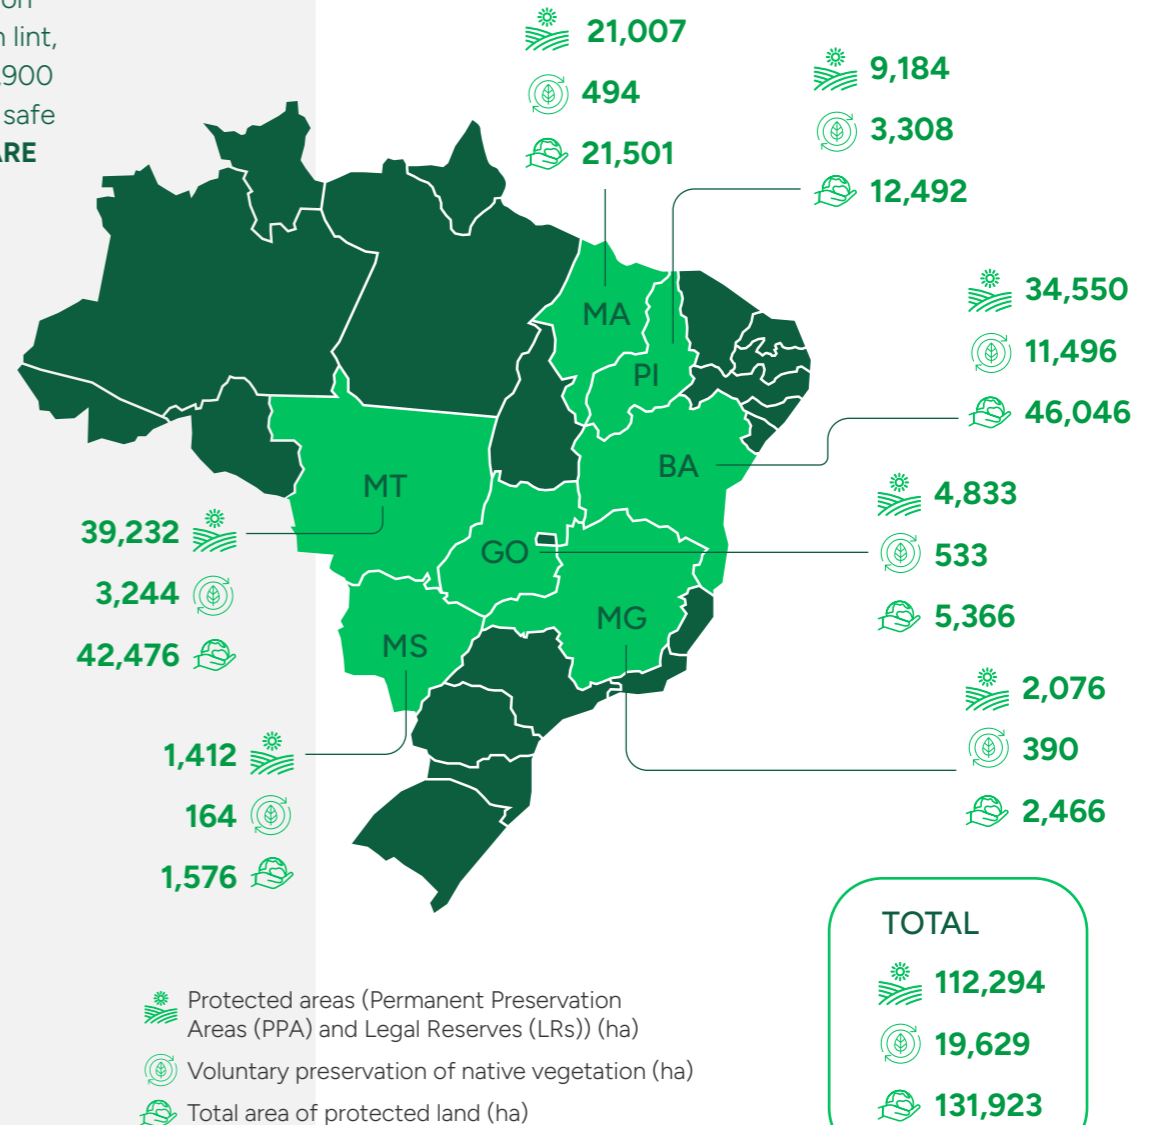 on
lint,
900
safe
21,007
494
21,501
9,184
3,308
12,492
34,550
11,496
46,046
MA
PI
BA
MT
GO
MG
MS
39,232
3,244
42,476
4,833
533
5,366
1,412
164
1,576
2,076
390
2,466
TOTAL
112,294
19,629
131,923
Protected areas (Permanent Preservation
Areas (PPA) and Legal Reserves (LRs)) (ha)
Voluntary preservation of native vegetation (ha)
Total area of protected land (ha)